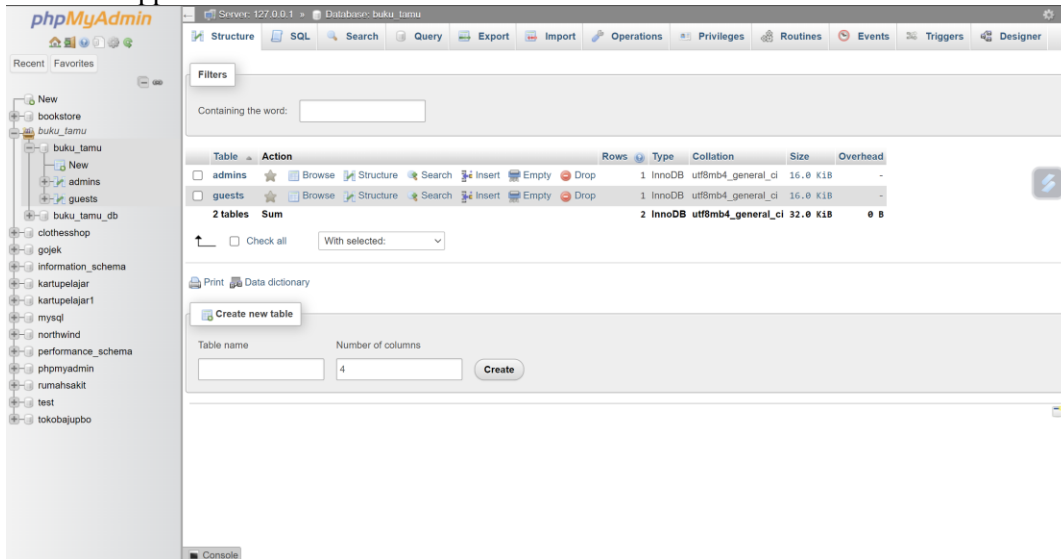 phpMyAdmin
Recent Favorites
New
bookstore
buku_tamu
buku_tamu
New
admins
guests
buku_tamu_db
clothesshop
gojek
information_schema
kartupelajar
kartupelajar1
mysql
northwind
performance_schema
phpmyadmin
rumahsakit
test
tokobajupbo
Server: 127.0.0.1 » Database: buku_tamu
Structure SQL Search Query Export Import Operations Privileges Routines Events Triggers Designer
Filters
Containing the word:
Table Action Rows Type Collation Size Overhead
admins Browse Structure Search Insert Empty Drop 1 InnoDB utf8mb4_general_ci 16.0 KiB -
guests Browse Structure Search Insert Empty Drop 1 InnoDB utf8mb4_general_ci 16.0 KiB -
2 tables Sum 2 InnoDB utf8mb4_general_ci 32.0 KiB 0 B
Check all With selected:
Print Data dictionary
Create new table
Table name Number of columns
4 Create
Console